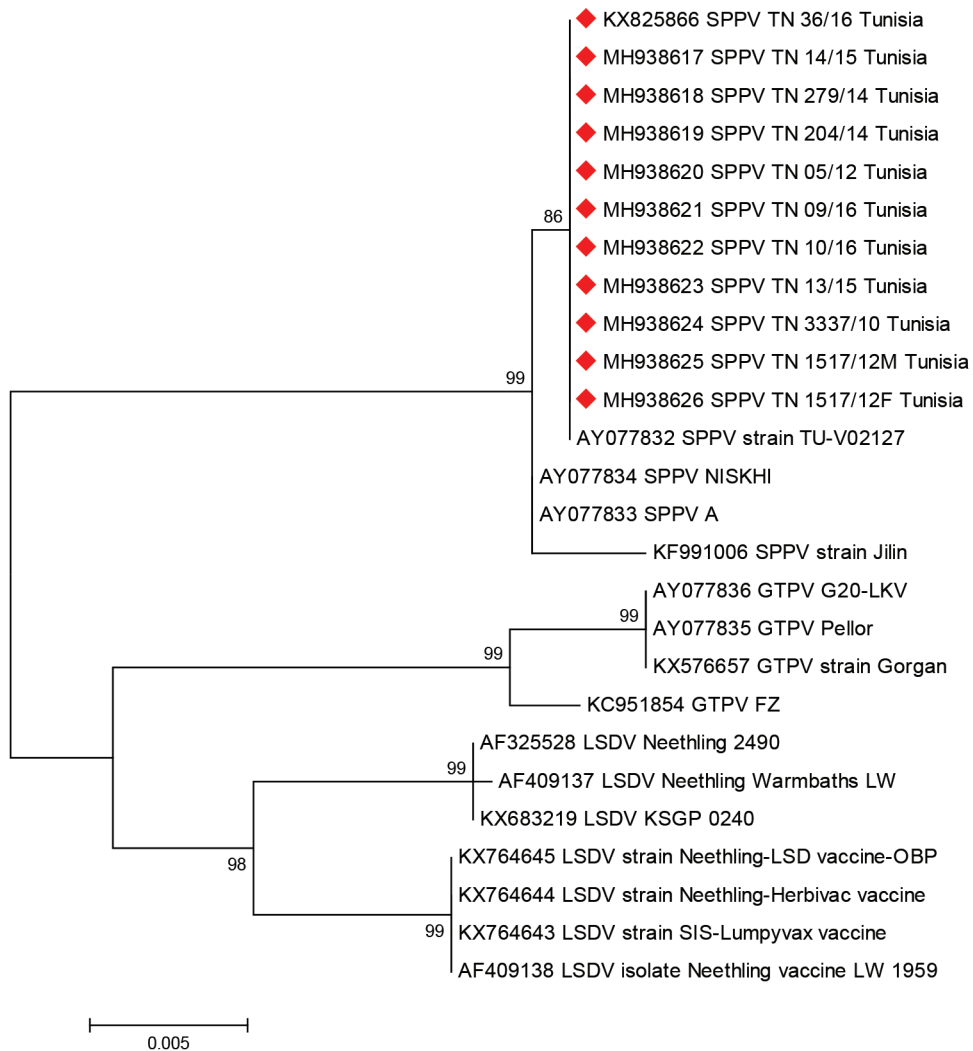 KX825866 SPPV TN 36/16 Tunisia
MH938617 SPPV TN 14/15 Tunisia
MH938618 SPPV TN 279/14 Tunisia
MH938619 SPPV TN 204/14 Tunisia
MH938620 SPPV TN 05/12 Tunisia
86
MH938621 SPPV TN 09/16 Tunisia
MH938622 SPPV TN 10/16 Tunisia
MH938623 SPPV TN 13/15 Tunisia
MH938624 SPPV TN 3337/10 Tunisia
MH938625 SPPV TN 1517/12M Tunisia
99
MH938626 SPPV TN 1517/12F Tunisia
AY077832 SPPV strain TU-V02127
AY077834 SPPV NISKHI
AY077833 SPPV A
KF991006 SPPV strain Jilin
AY077836 GTPV G20-LKV
99
AY077835 GTPV Pellor
99
KX576657 GTPV strain Gorgan
KC951854 GTPV FZ
AF325528 LSDV Neethling 2490
99
AF409137 LSDV Neethling Warmbaths LW
KX683219 LSDV KSGP 0240
98
KX764645 LSDV strain Neethling-LSD vaccine-OBP
KX764644 LSDV strain Neethling-Herbivac vaccine
99
KX764643 LSDV strain SIS-Lumpyvax vaccine
AF409138 LSDV isolate Neethling vaccine LW 1959
0.005